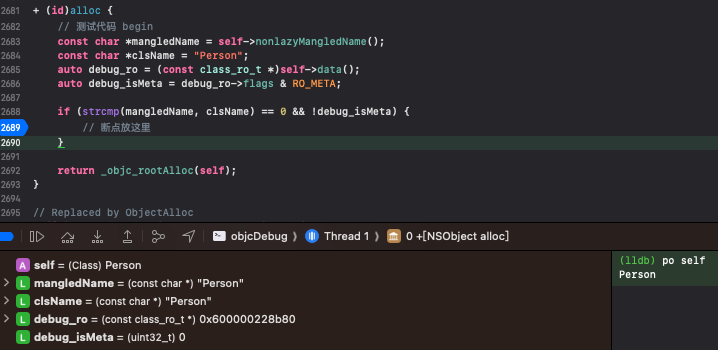 2681 + (id)alloc {
2682 // 测试代码 begin
2683 const char *mangledName = self->nonlazyMangledName();
2684 const char *clsName = "Person";
2685 auto debug_ro = (const class_ro_t *)self->data();
2686 auto debug_isMeta = debug_ro->flags & RO_META;
2687
2688 if (strcmp(mangledName, clsName) == 0 && !debug_isMeta) {
2689 // 断点放这里
2690 }
2691
2692 return _objc_rootAlloc(self);
2693 }
2694
2695 // Replaced by ObjectAlloc
objcDebug ⟩ Thread 1 ⟩ 0 +[NSObject alloc]
A self = (Class) Person
L mangledName = (const char *) "Person"
L clsName = (const char *) "Person"
L debug_ro = (const class_ro_t *) 0x600000228b80
L debug_isMeta = (uint32_t) 0
(lldb) po self
Person